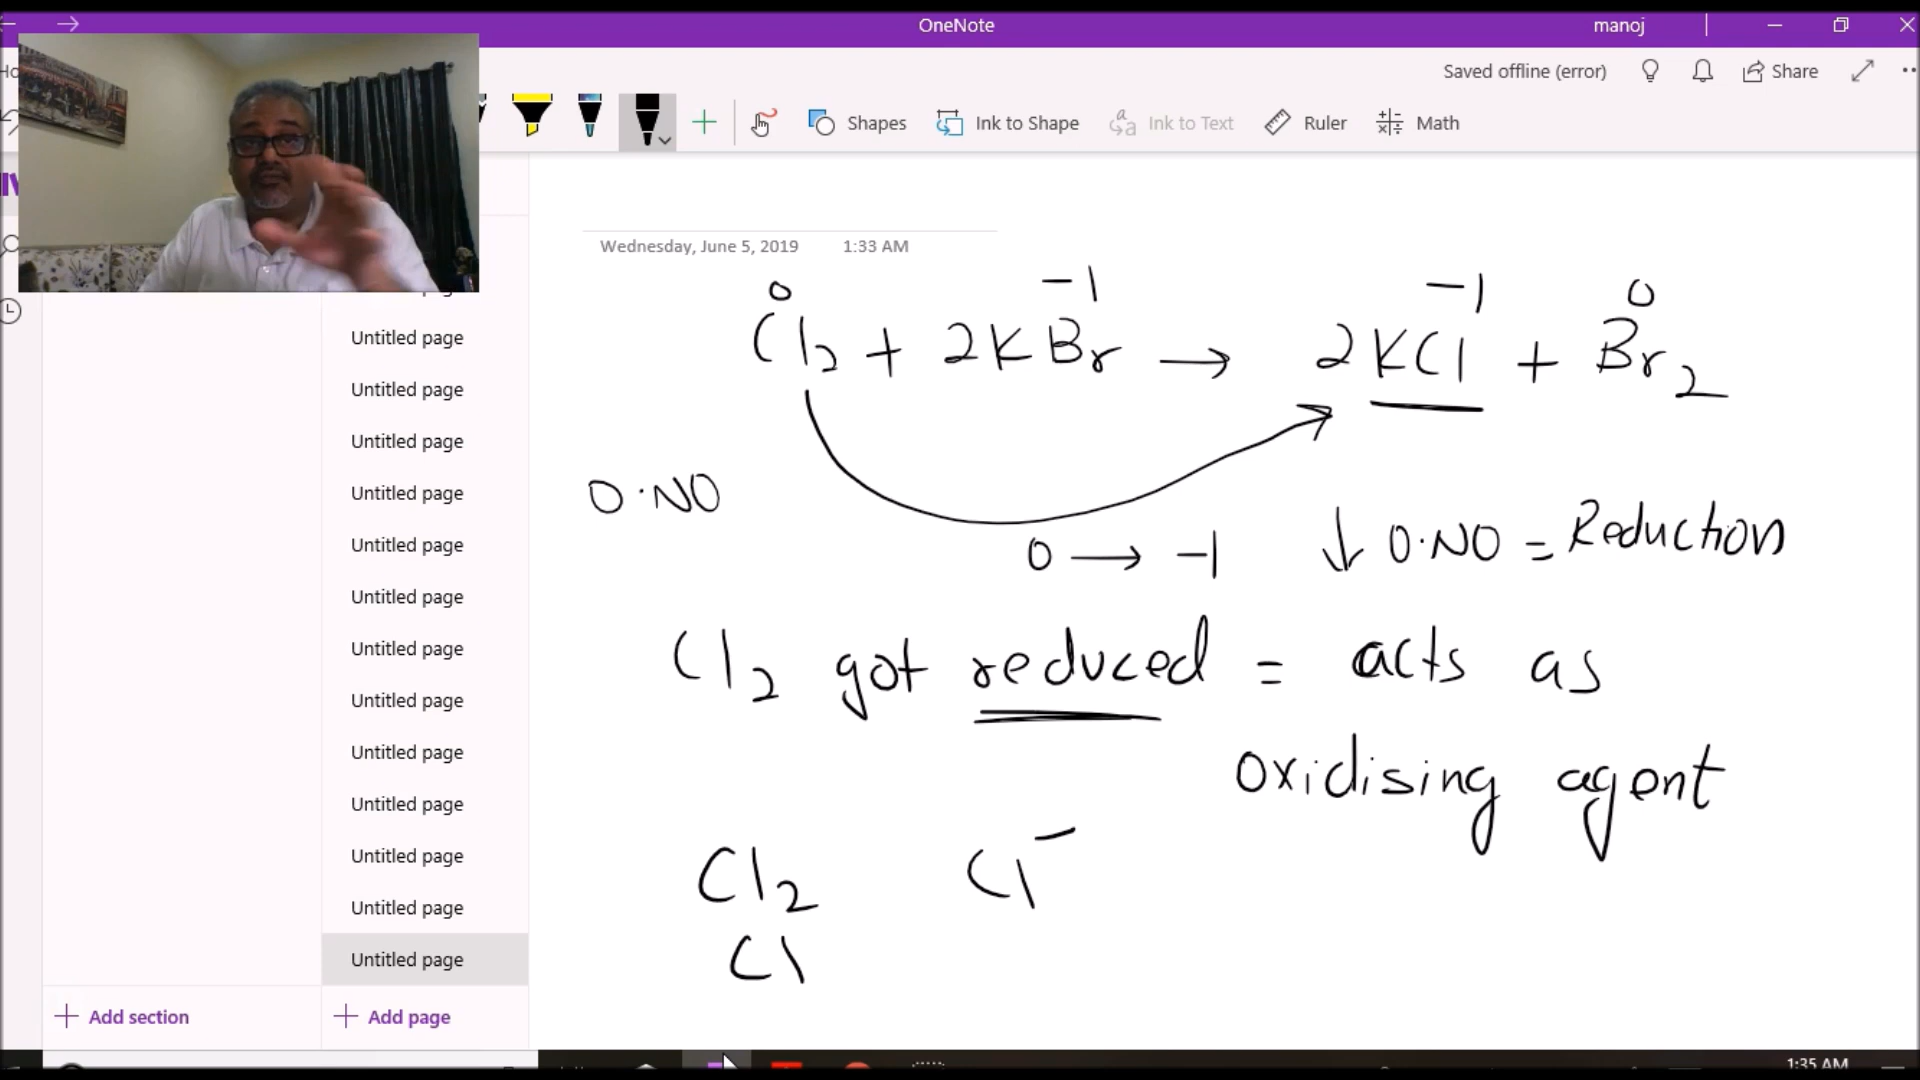 OneNote
manoj
Saved offline (error)
Share
Shapes
Ink to Shape
Ink to Text
Ruler
Math
Wednesday, June 5, 2019 1:33 AM
0 -1 -1 0
Cl2 + 2KBr → 2KCl + Br2
O.NO
0 → -1 ↓ O.NO = Reduction
Cl2 got reduced = acts as
oxidising agent
Cl2 Cl⁻
Cl
Untitled page
Untitled page
Untitled page
Untitled page
Untitled page
Untitled page
Untitled page
Untitled page
Untitled page
Untitled page
Untitled page
Untitled page
Untitled page
Add section
Add page
1:35 AM